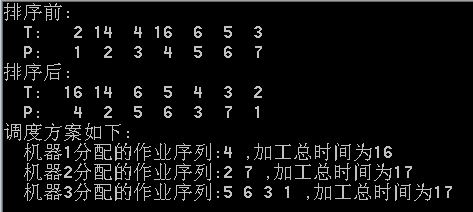 排序前:
T: 2 14 4 16 6 5 3
P: 1 2 3 4 5 6 7
排序后:
T: 16 14 6 5 4 3 2
P: 4 2 5 6 3 7 1
调度方案如下:
机器1分配的作业序列:4 ,加工总时间为16
机器2分配的作业序列:2 7 ,加工总时间为17
机器3分配的作业序列:5 6 3 1 ,加工总时间为17